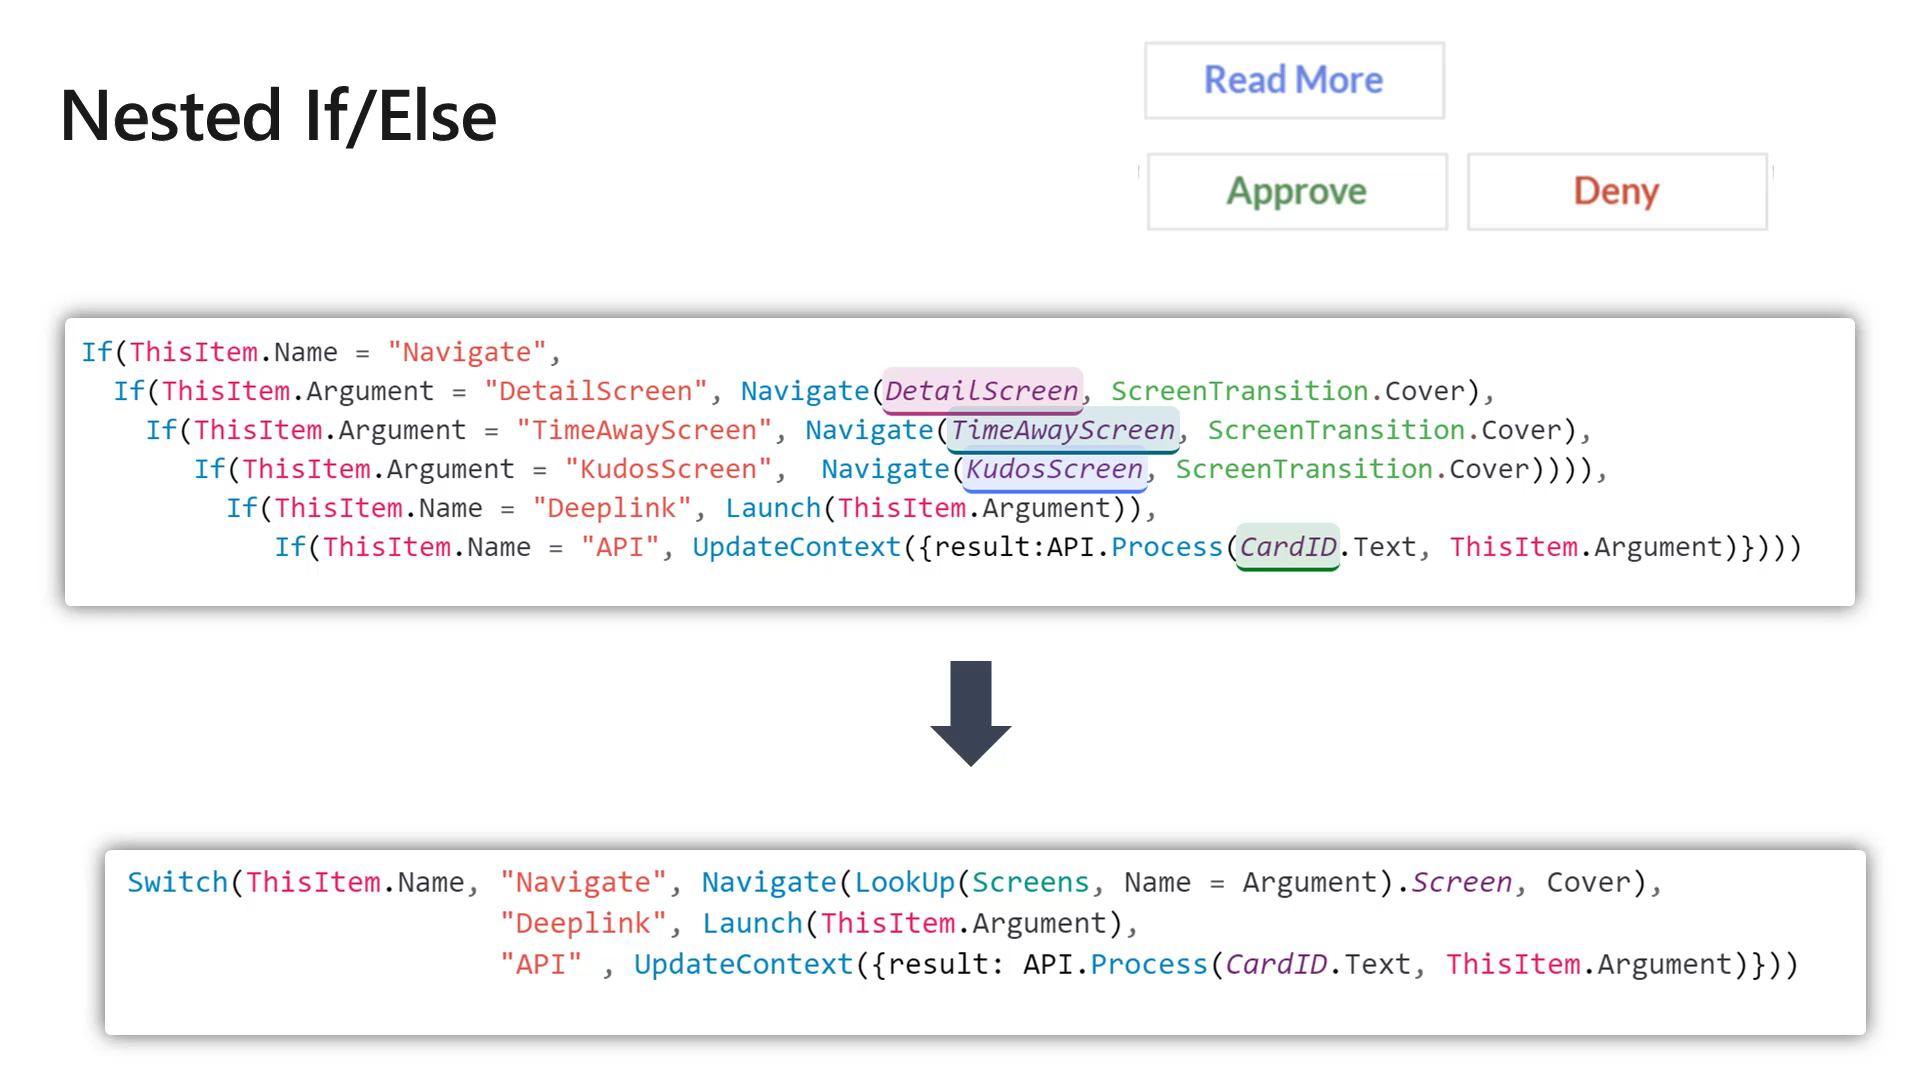 Nested If/Else
Read More
Approve
Deny
If(ThisItem.Name = "Navigate",
If(ThisItem.Argument = "DetailScreen", Navigate(DetailScreen, ScreenTransition.Cover),
If(ThisItem.Argument = "TimeAwayScreen", Navigate(TimeAwayScreen, ScreenTransition.Cover),
If(ThisItem.Argument = "KudosScreen", Navigate(KudosScreen, ScreenTransition.Cover)))),
If(ThisItem.Name = "Deeplink", Launch(ThisItem.Argument)),
If(ThisItem.Name = "API", UpdateContext({result:API.Process(CardID.Text, ThisItem.Argument)})))
Switch(ThisItem.Name, "Navigate", Navigate(LookUp(Screens, Name = Argument).Screen, Cover),
"Deeplink", Launch(ThisItem.Argument),
"API" , UpdateContext({result: API.Process(CardID.Text, ThisItem.Argument)}))